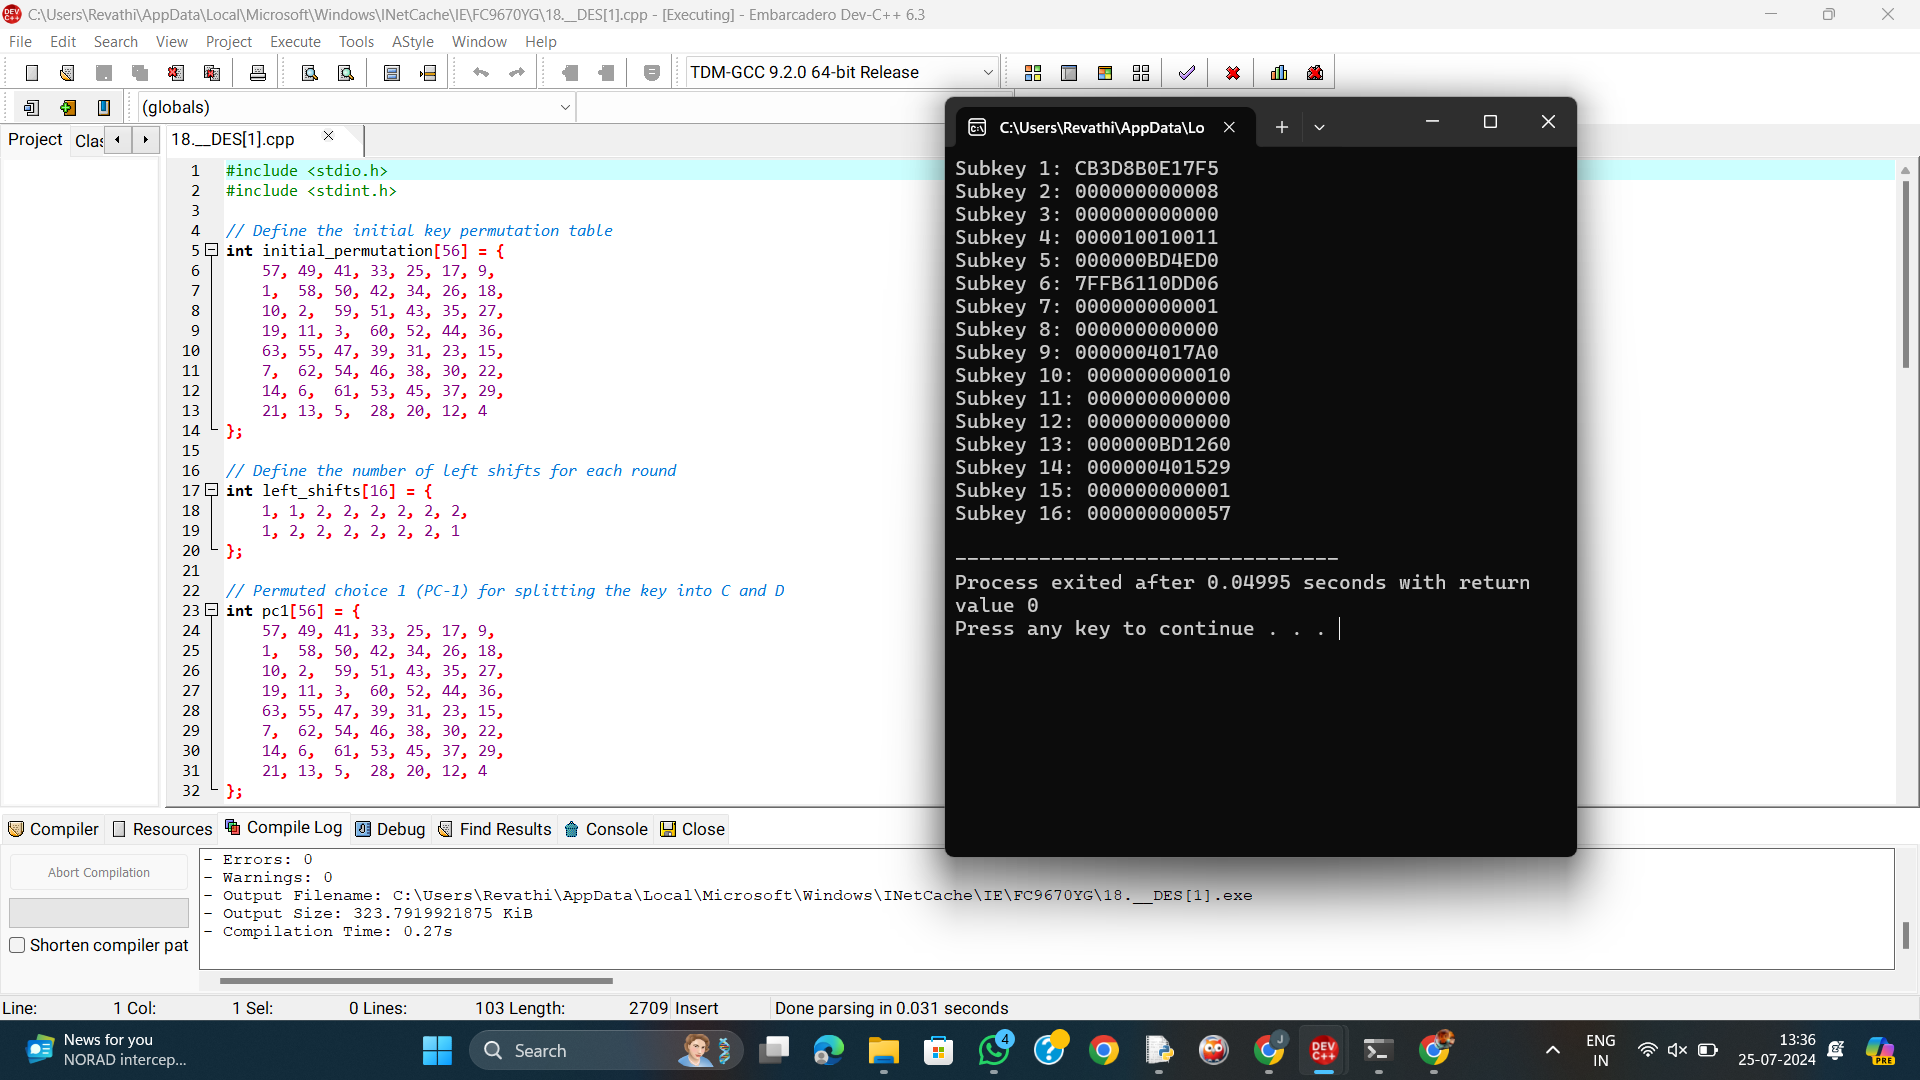 C:\Users\Revathi\AppData\Local\Microsoft\Windows\INetCache\IE\FC9670YG\18.__DES[1].cpp - [Executing] - Embarcadero Dev-C++ 6.3
File Edit Search View Project Execute Tools AStyle Window Help
TDM-GCC 9.2.0 64-bit Release
(globals)
Project Clas 18.__DES[1].cpp
1 #include <stdio.h>
2 #include <stdint.h>
3
4 // Define the initial key permutation table
5 int initial_permutation[56] = {
6 57, 49, 41, 33, 25, 17, 9,
7 1, 58, 50, 42, 34, 26, 18,
8 10, 2, 59, 51, 43, 35, 27,
9 19, 11, 3, 60, 52, 44, 36,
10 63, 55, 47, 39, 31, 23, 15,
11 7, 62, 54, 46, 38, 30, 22,
12 14, 6, 61, 53, 45, 37, 29,
13 21, 13, 5, 28, 20, 12, 4
14 };
15
16 // Define the number of left shifts for each round
17 int left_shifts[16] = {
18 1, 1, 2, 2, 2, 2, 2, 2,
19 1, 2, 2, 2, 2, 2, 2, 1
20 };
21
22 // Permuted choice 1 (PC-1) for splitting the key into C and D
23 int pc1[56] = {
24 57, 49, 41, 33, 25, 17, 9,
25 1, 58, 50, 42, 34, 26, 18,
26 10, 2, 59, 51, 43, 35, 27,
27 19, 11, 3, 60, 52, 44, 36,
28 63, 55, 47, 39, 31, 23, 15,
29 7, 62, 54, 46, 38, 30, 22,
30 14, 6, 61, 53, 45, 37, 29,
31 21, 13, 5, 28, 20, 12, 4
32 };
C:\Users\Revathi\AppData\Lo
Subkey 1: CB3D8B0E17F5
Subkey 2: 000000000008
Subkey 3: 000000000000
Subkey 4: 000010010011
Subkey 5: 000000BD4ED0
Subkey 6: 7FFB6110DD06
Subkey 7: 000000000001
Subkey 8: 000000000000
Subkey 9: 0000004017A0
Subkey 10: 000000000010
Subkey 11: 000000000000
Subkey 12: 000000000000
Subkey 13: 000000BD1260
Subkey 14: 000000401529
Subkey 15: 000000000001
Subkey 16: 000000000057
--------------------------------
Process exited after 0.04995 seconds with return
value 0
Press any key to continue . . .
Compiler Resources Compile Log Debug Find Results Console Close
Abort Compilation
Shorten compiler pat
- Errors: 0
- Warnings: 0
- Output Filename: C:\Users\Revathi\AppData\Local\Microsoft\Windows\INetCache\IE\FC9670YG\18.__DES[1].exe
- Output Size: 323.7919921875 KiB
- Compilation Time: 0.27s
Line: 1 Col: 1 Sel: 0 Lines: 103 Length: 2709 Insert Done parsing in 0.031 seconds
News for you
NORAD intercep...
Search
4
J
DEV
C++
ENG
IN
13:36
25-07-2024
PRE